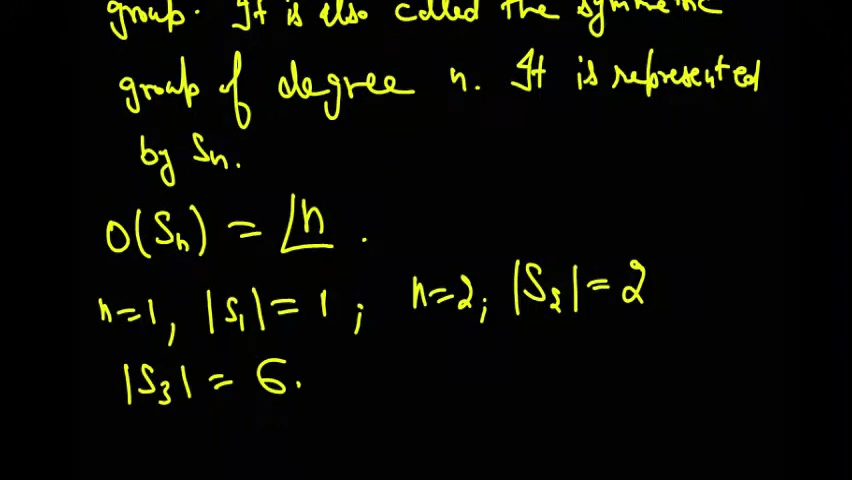 group. It is also called the symmetric
group of degree n. It is represented
by Sn.
O(Sn) = ∠n .
n=1, |S1| = 1 ; n=2; |S2| = 2
|S3| = 6.